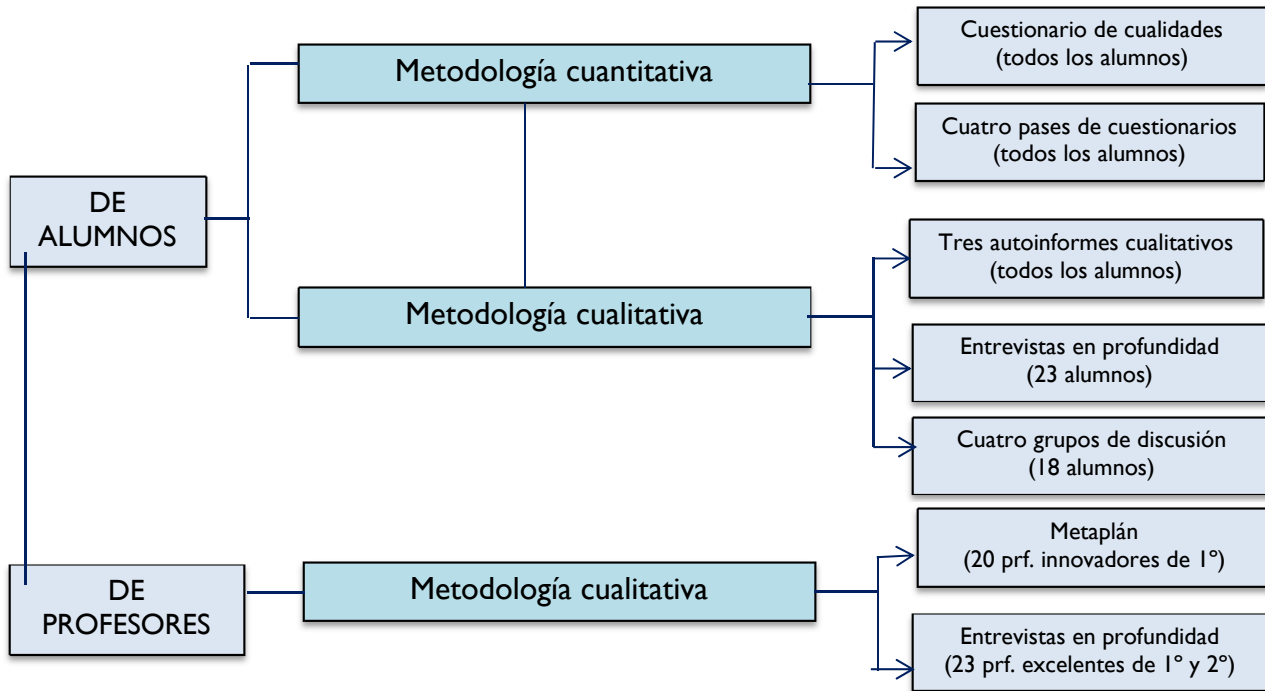 Metodología cuantitativa
Cuestionario de cualidades
(todos los alumnos)
Cuatro pases de cuestionarios
(todos los alumnos)
DE
ALUMNOS
Metodología cualitativa
Tres autoinformes cualitativos
(todos los alumnos)
Entrevistas en profundidad
(23 alumnos)
Cuatro grupos de discusión
(18 alumnos)
DE
PROFESORES
Metodología cualitativa
Metaplán
(20 prf. innovadores de 1º)
Entrevistas en profundidad
(23 prf. excelentes de 1º y 2º)